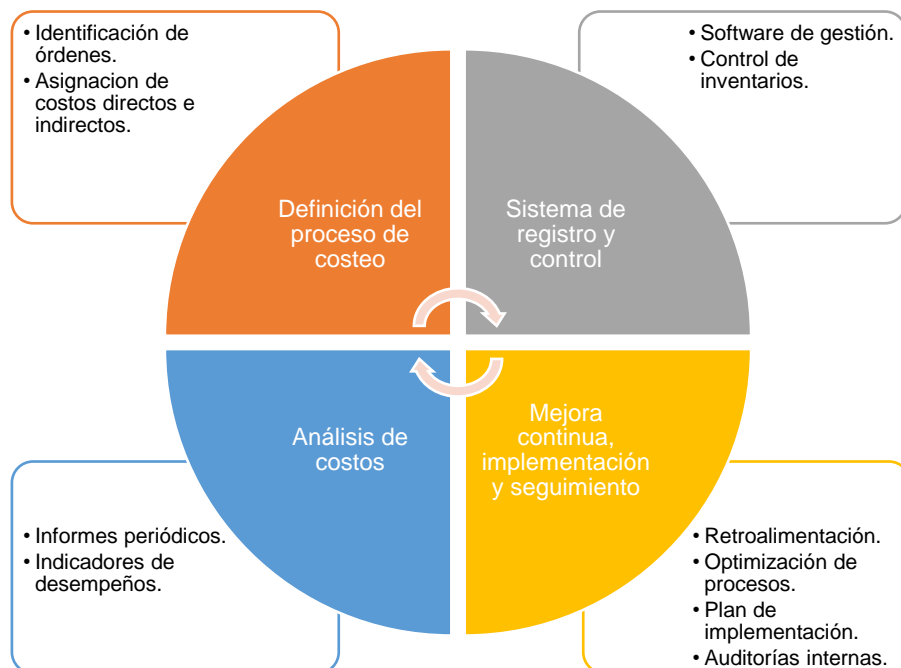 • Identificación de
órdenes.
• Asignacion de
costos directos e
indirectos.
• Software de gestión.
• Control de
inventarios.
Definición del
proceso de
costeo
Sistema de
registro y
control
Análisis de
costos
Mejora
continua,
implementación
y seguimiento
• Informes periódicos.
• Indicadores de
desempeños.
• Retroalimentación.
• Optimización de
procesos.
• Plan de
implementación.
• Auditorías internas.